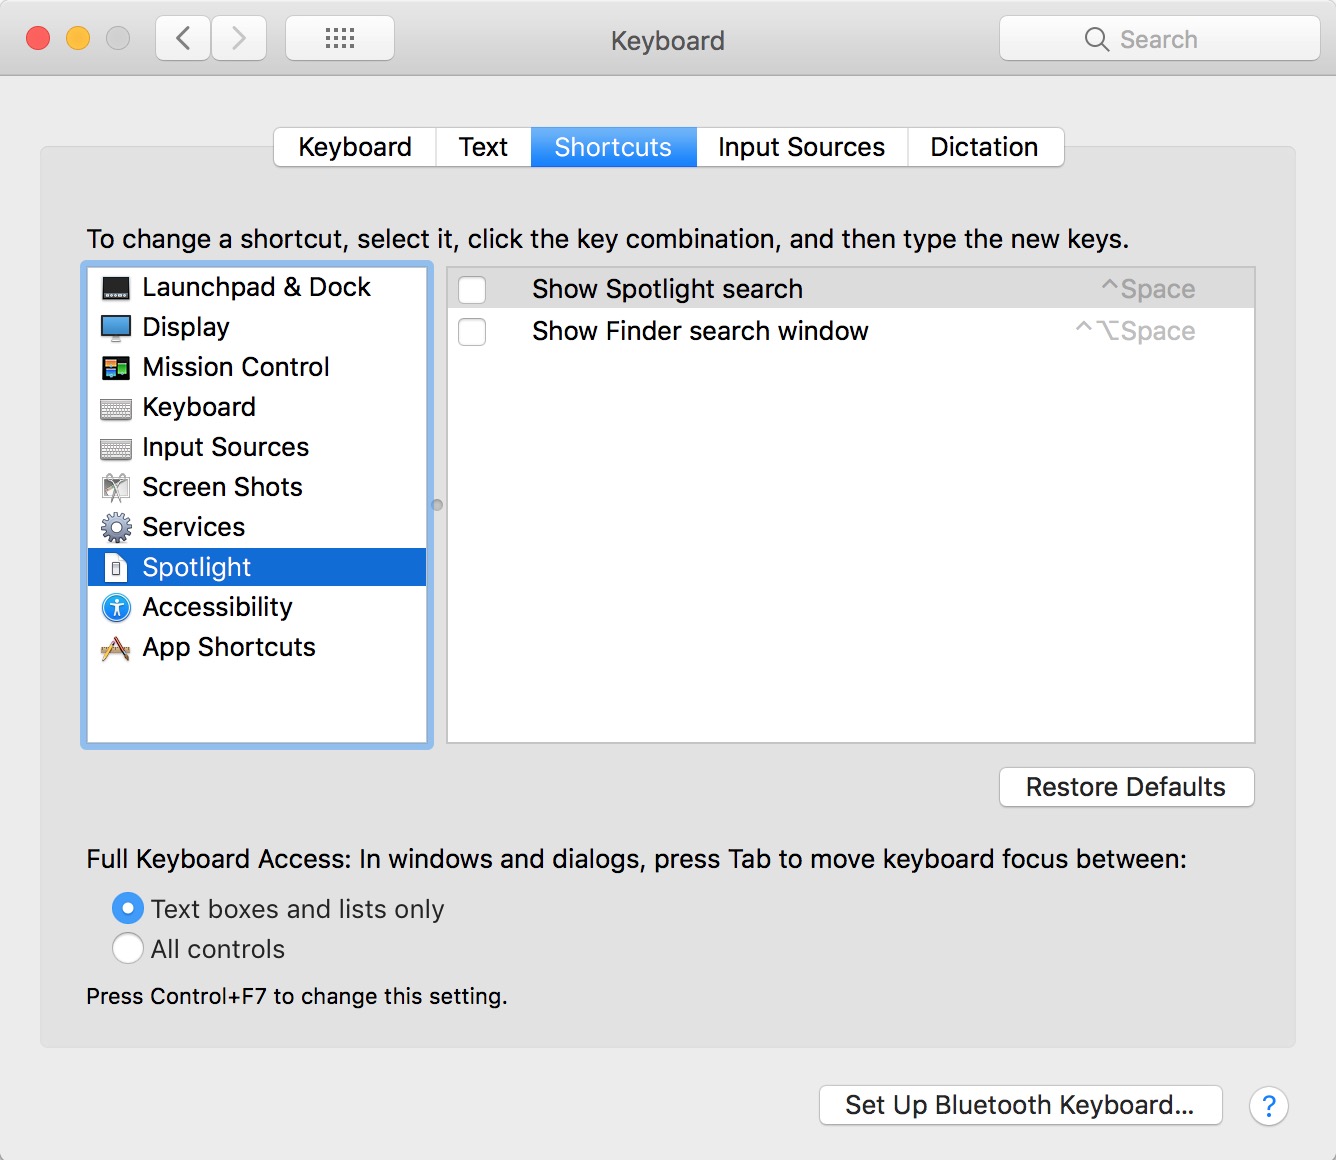 Keyboard
Search
Keyboard Text Shortcuts Input Sources Dictation
To change a shortcut, select it, click the key combination, and then type the new keys.
Launchpad & Dock
Display
Mission Control
Keyboard
Input Sources
Screen Shots
Services
Spotlight
Accessibility
App Shortcuts
Show Spotlight search ^Space
Show Finder search window ^⌥Space
Restore Defaults
Full Keyboard Access: In windows and dialogs, press Tab to move keyboard focus between:
Text boxes and lists only
All controls
Press Control+F7 to change this setting.
Set Up Bluetooth Keyboard... ?